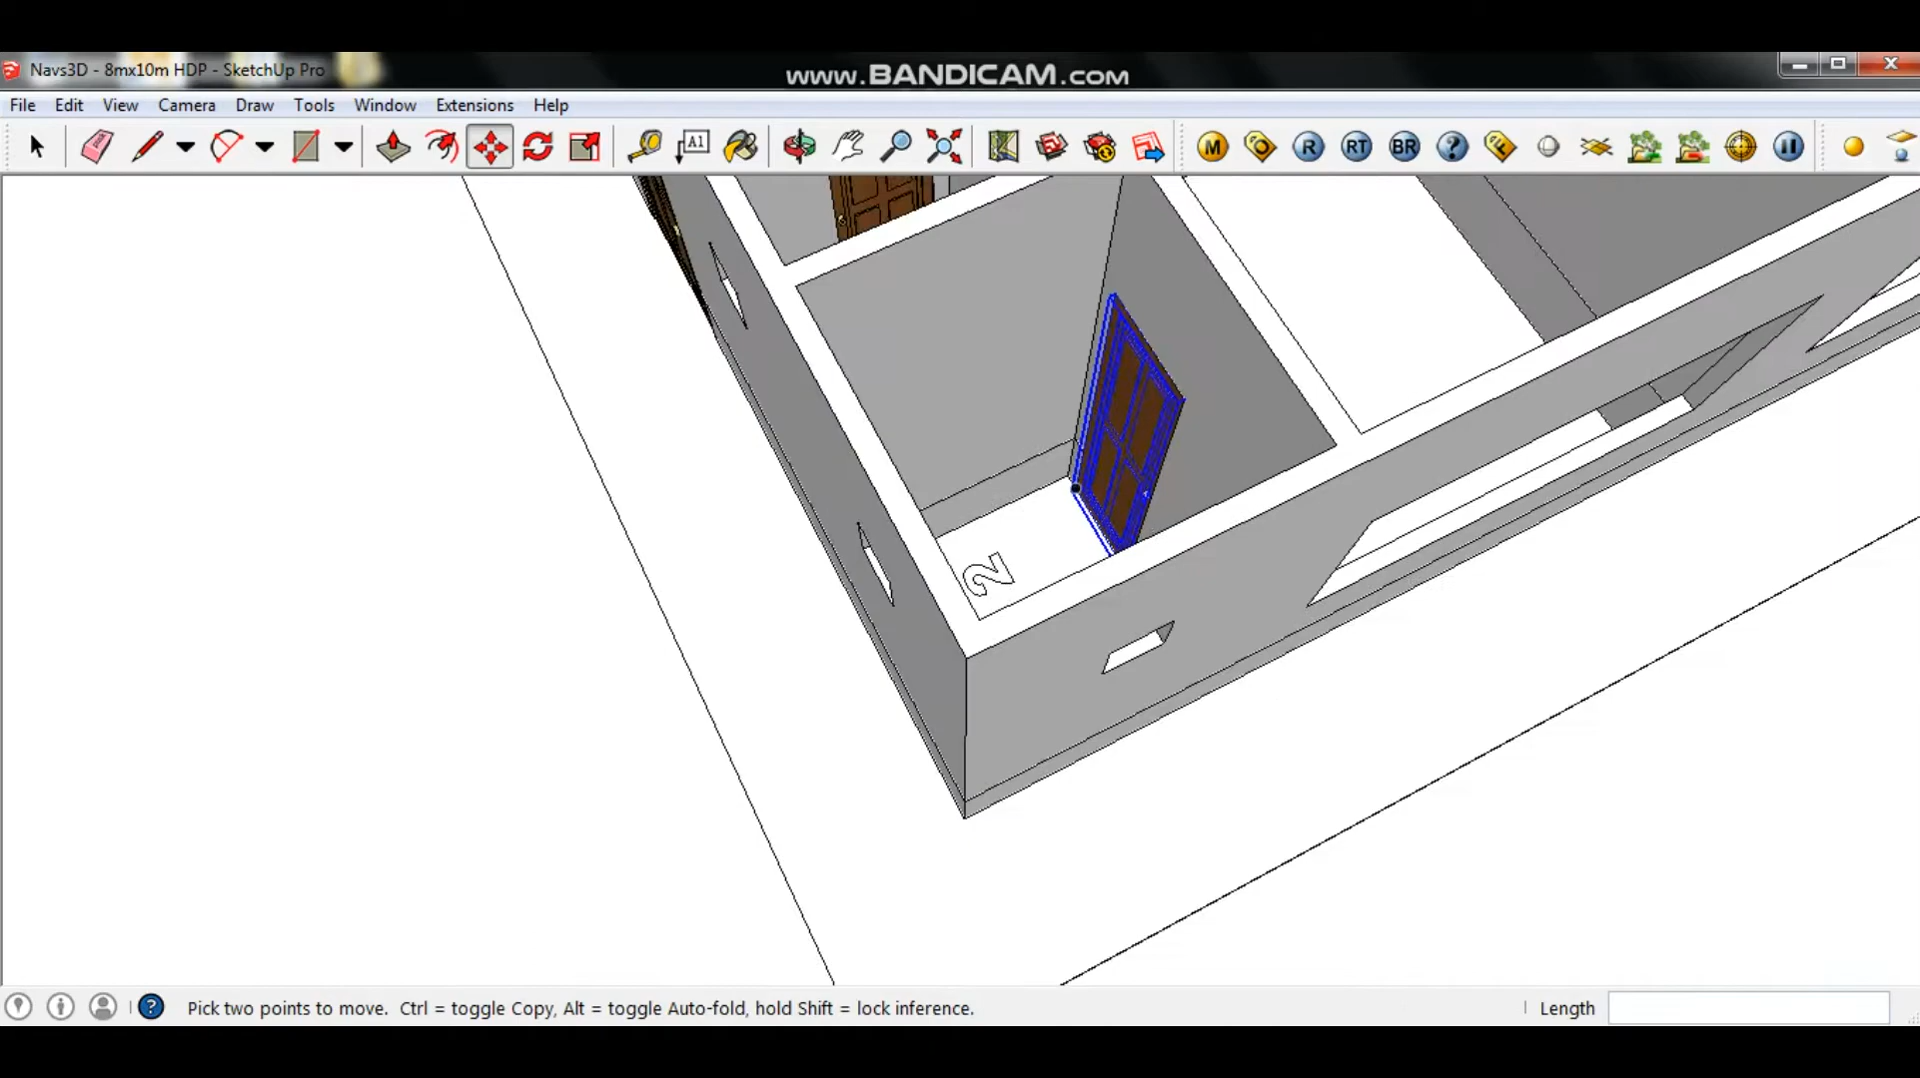 Navs3D - 8mx10m HDP - SketchUp Pro
www.BANDICAM.com
File Edit View Camera Draw Tools Window Extensions Help
A1 M O R RT BR ? F
2
? Pick two points to move. Ctrl = toggle Copy, Alt = toggle Auto-fold, hold Shift = lock inference. Length